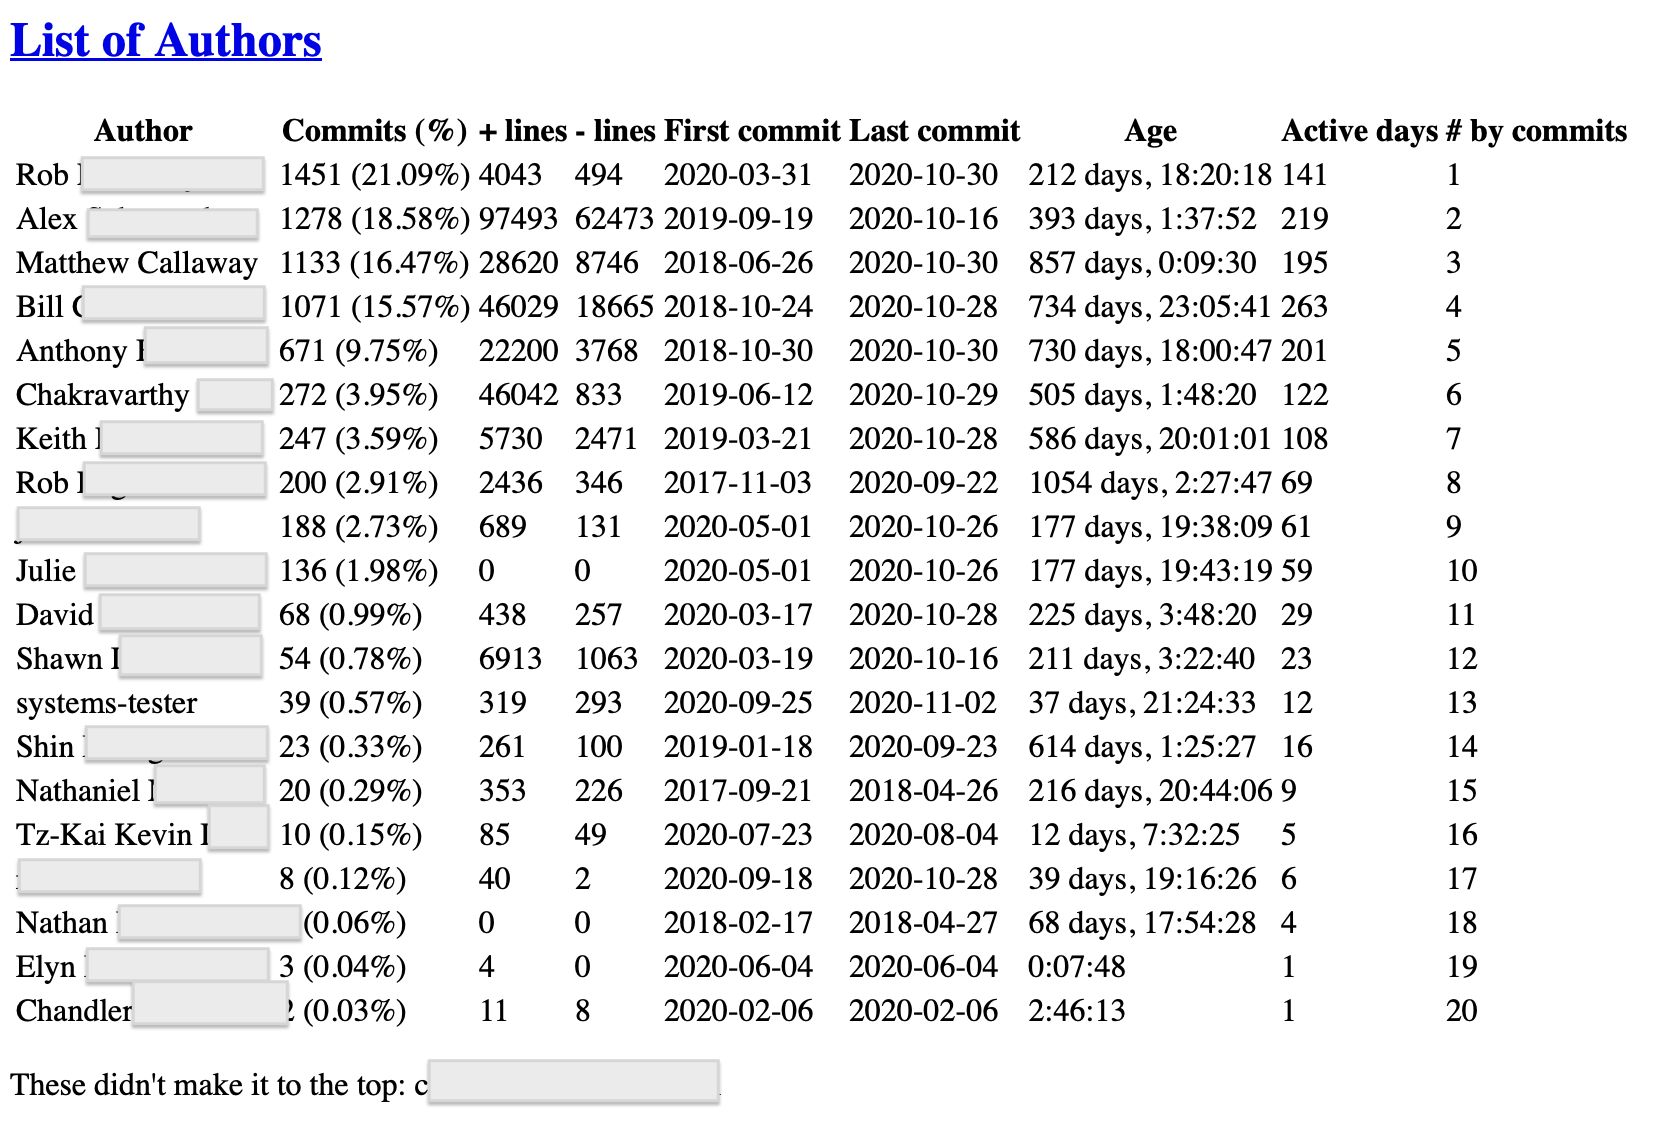 List of Authors
Author Commits (%) + lines - lines First commit Last commit Age Active days # by commits
Rob 1451 (21.09%) 4043 494 2020-03-31 2020-10-30 212 days, 18:20:18 141 1
Alex 1278 (18.58%) 97493 62473 2019-09-19 2020-10-16 393 days, 1:37:52 219 2
Matthew Callaway 1133 (16.47%) 28620 8746 2018-06-26 2020-10-30 857 days, 0:09:30 195 3
Bill 1071 (15.57%) 46029 18665 2018-10-24 2020-10-28 734 days, 23:05:41 263 4
Anthony 671 (9.75%) 22200 3768 2018-10-30 2020-10-30 730 days, 18:00:47 201 5
Chakravarthy 272 (3.95%) 46042 833 2019-06-12 2020-10-29 505 days, 1:48:20 122 6
Keith 247 (3.59%) 5730 2471 2019-03-21 2020-10-28 586 days, 20:01:01 108 7
Rob 200 (2.91%) 2436 346 2017-11-03 2020-09-22 1054 days, 2:27:47 69 8
188 (2.73%) 689 131 2020-05-01 2020-10-26 177 days, 19:38:09 61 9
Julie 136 (1.98%) 0 0 2020-05-01 2020-10-26 177 days, 19:43:19 59 10
David 68 (0.99%) 438 257 2020-03-17 2020-10-28 225 days, 3:48:20 29 11
Shawn 54 (0.78%) 6913 1063 2020-03-19 2020-10-16 211 days, 3:22:40 23 12
systems-tester 39 (0.57%) 319 293 2020-09-25 2020-11-02 37 days, 21:24:33 12 13
Shin 23 (0.33%) 261 100 2019-01-18 2020-09-23 614 days, 1:25:27 16 14
Nathaniel 20 (0.29%) 353 226 2017-09-21 2018-04-26 216 days, 20:44:06 9 15
Tz-Kai Kevin 10 (0.15%) 85 49 2020-07-23 2020-08-04 12 days, 7:32:25 5 16
8 (0.12%) 40 2 2020-09-18 2020-10-28 39 days, 19:16:26 6 17
Nathan (0.06%) 0 0 2018-02-17 2018-04-27 68 days, 17:54:28 4 18
Elyn 3 (0.04%) 4 0 2020-06-04 2020-06-04 0:07:48 1 19
Chandler 2 (0.03%) 11 8 2020-02-06 2020-02-06 2:46:13 1 20
These didn't make it to the top: